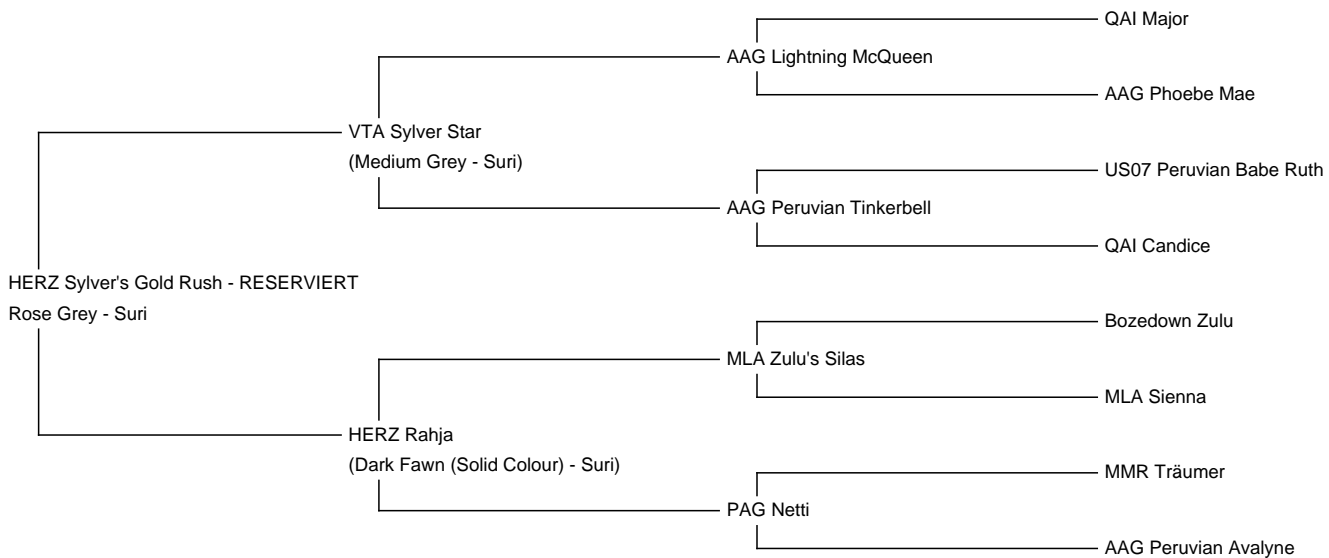 QAI Major
AAG Lightning McQueen
AAG Phoebe Mae
VTA Sylver Star
(Medium Grey - Suri)
US07 Peruvian Babe Ruth
AAG Peruvian Tinkerbell
QAI Candice
HERZ Sylver's Gold Rush - RESERVIERT
Rose Grey - Suri
Bozedown Zulu
MLA Zulu's Silas
MLA Sienna
HERZ Rahja
(Dark Fawn (Solid Colour) - Suri)
MMR Träumer
PAG Netti
AAG Peruvian Avalyne